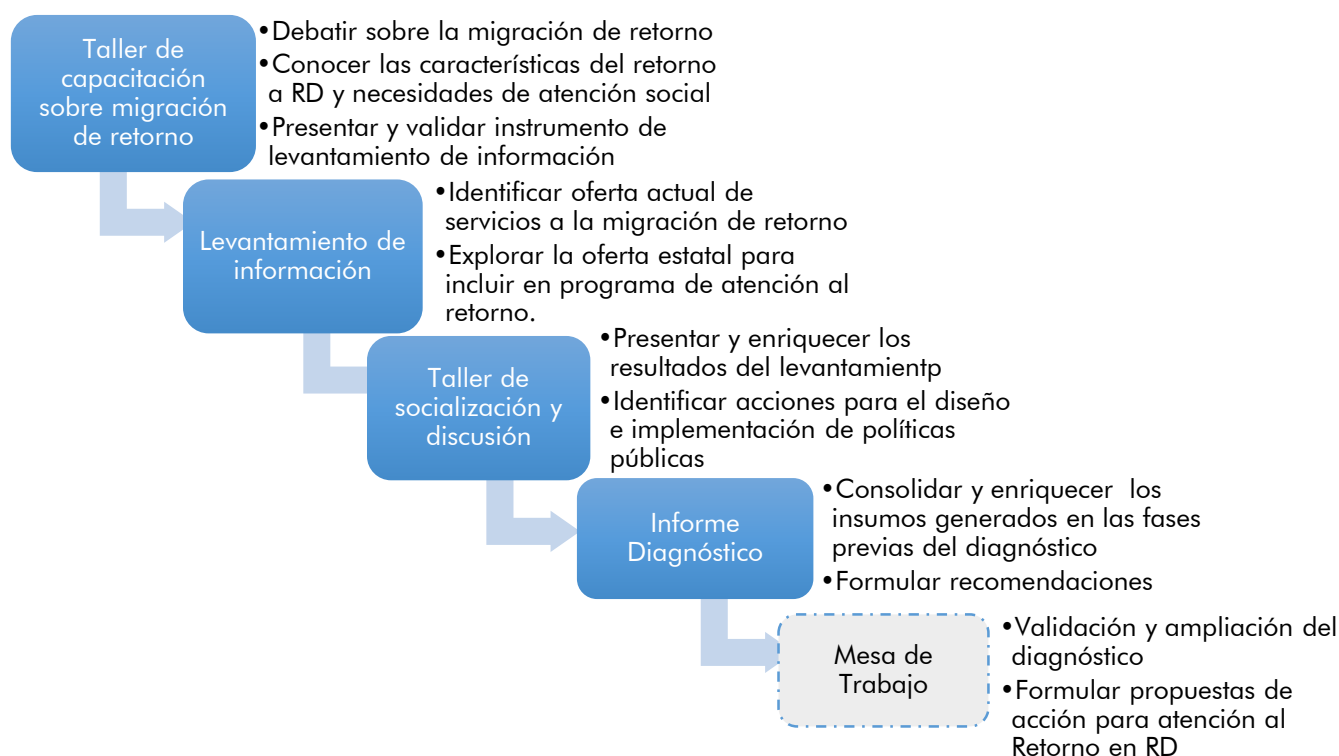 Taller de
capacitación
sobre migración
de retorno
•Debatir sobre la migración de retorno
•Conocer las características del retorno
a RD y necesidades de atención social
•Presentar y validar instrumento de
levantamiento de información
Levantamiento de
información
•Identificar oferta actual de
servicios a la migración de retorno
•Explorar la oferta estatal para
incluir en programa de atención al
retorno.
Taller de
socialización y
discusión
•Presentar y enriquecer los
resultados del levantamientp
•Identificar acciones para el diseño
e implementación de políticas
públicas
Informe
Diagnóstico
•Consolidar y enriquecer los
insumos generados en las fases
previas del diagnóstico
•Formular recomendaciones
Mesa de
Trabajo
•Validación y ampliación del
diagnóstico
•Formular propuestas de
acción para atención al
Retorno en RD